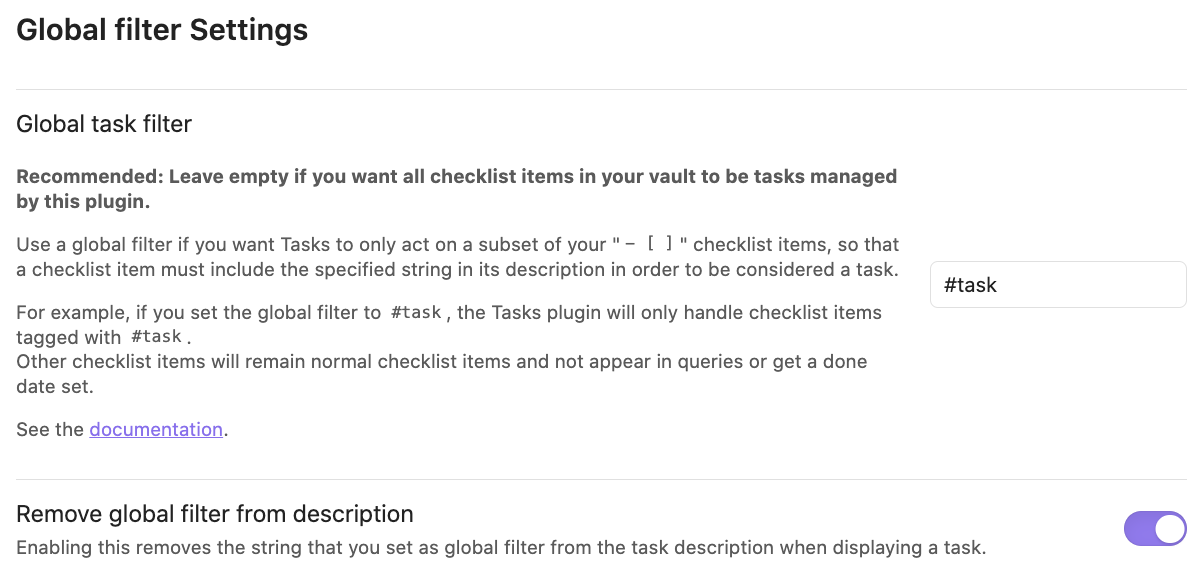 Global filter Settings
Global task filter
Recommended: Leave empty if you want all checklist items in your vault to be tasks managed
by this plugin.
Use a global filter if you want Tasks to only act on a subset of your "- [ ]" checklist items, so that
a checklist item must include the specified string in its description in order to be considered a task.
#task
For example, if you set the global filter to #task, the Tasks plugin will only handle checklist items
tagged with #task.
Other checklist items will remain normal checklist items and not appear in queries or get a done
date set.
See the documentation.
Remove global filter from description
Enabling this removes the string that you set as global filter from the task description when displaying a task.